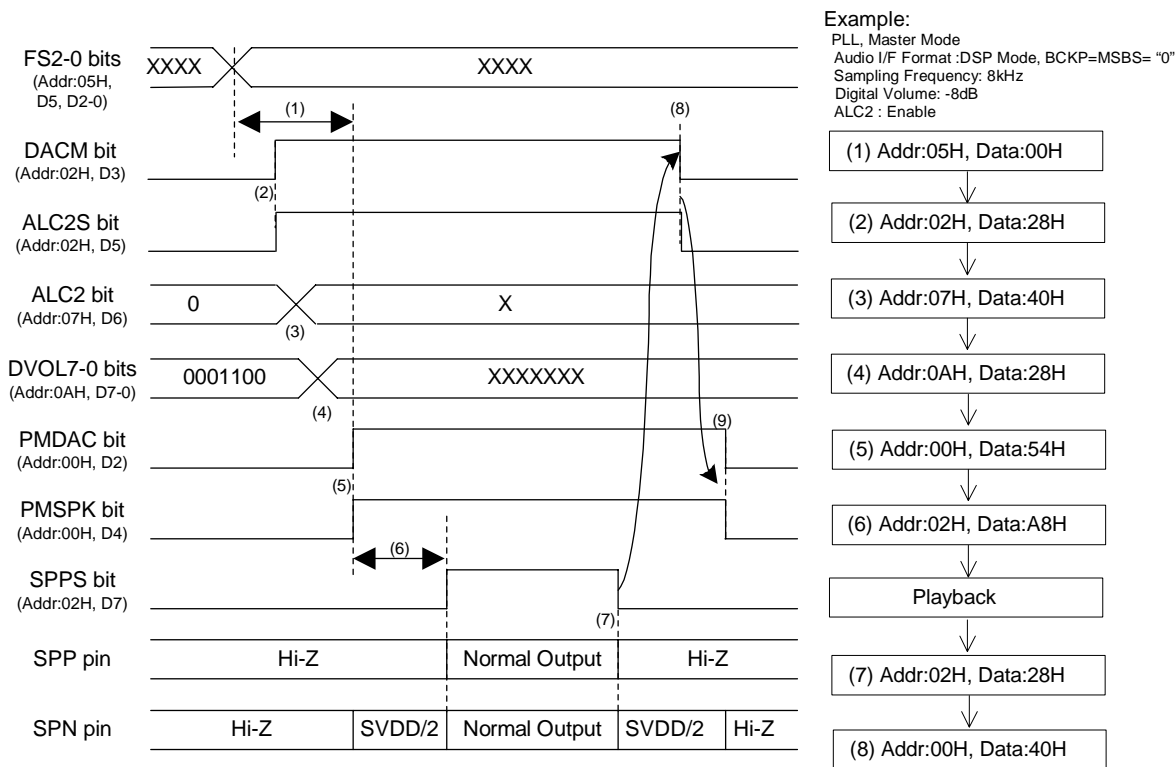 FS2-0 bits
(Addr:05H,
D5, D2-0)
XXXX
XXXX
(1)
(8)
DACM bit
(Addr:02H, D3)
(2)
ALC2S bit
(Addr:02H, D5)
ALC2 bit
(Addr:07H, D6)
0
X
(3)
DVOL7-0 bits
(Addr:0AH, D7-0)
0001100
XXXXXXX
(4)
PMDAC bit
(Addr:00H, D2)
(9)
(5)
PMSPK bit
(Addr:00H, D4)
(6)
SPPS bit
(Addr:02H, D7)
(7)
SPP pin
Hi-Z
Normal Output
Hi-Z
SPN pin
Hi-Z
SVDD/2
Normal Output
SVDD/2
Hi-Z
Example:
PLL, Master Mode
Audio I/F Format :DSP Mode, BCKP=MSBS= “0”
Sampling Frequency: 8kHz
Digital Volume: -8dB
ALC2 : Enable
(1) Addr:05H, Data:00H
(2) Addr:02H, Data:28H
(3) Addr:07H, Data:40H
(4) Addr:0AH, Data:28H
(5) Addr:00H, Data:54H
(6) Addr:02H, Data:A8H
Playback
(7) Addr:02H, Data:28H
(8) Addr:00H, Data:40H